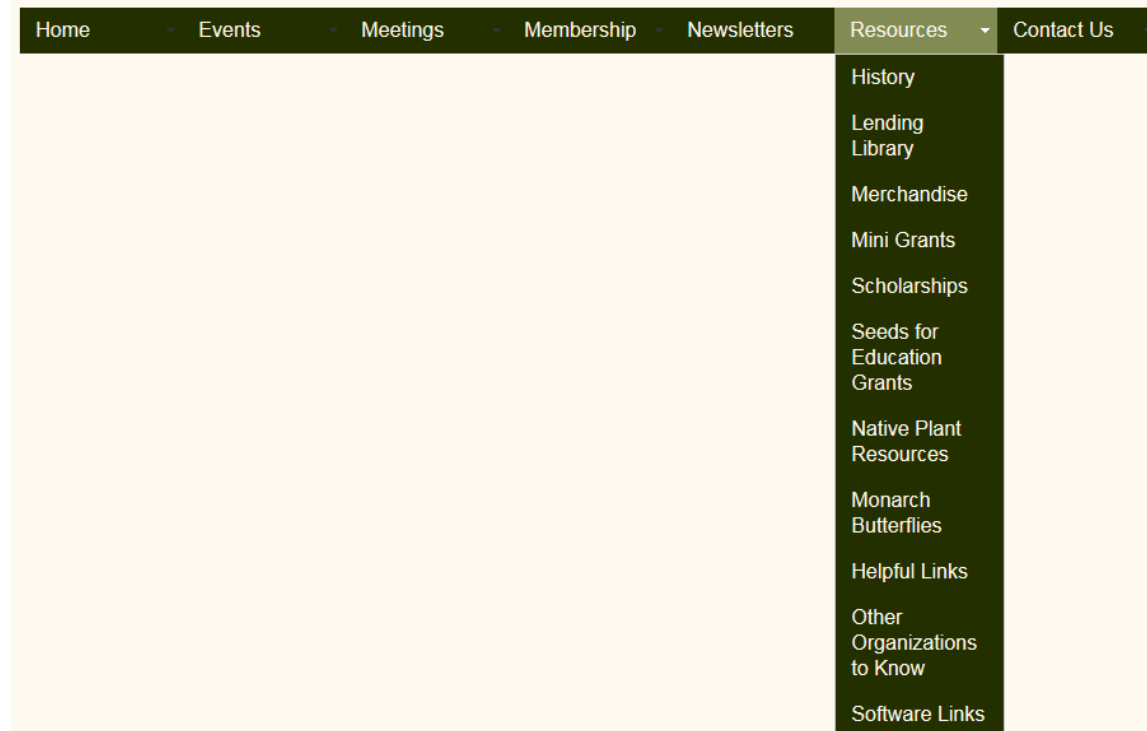 Home Events Meetings Membership Newsletters Resources Contact Us
History
Lending
Library
Merchandise
Mini Grants
Scholarships
Seeds for
Education
Grants
Native Plant
Resources
Monarch
Butterflies
Helpful Links
Other
Organizations
to Know
Software Links